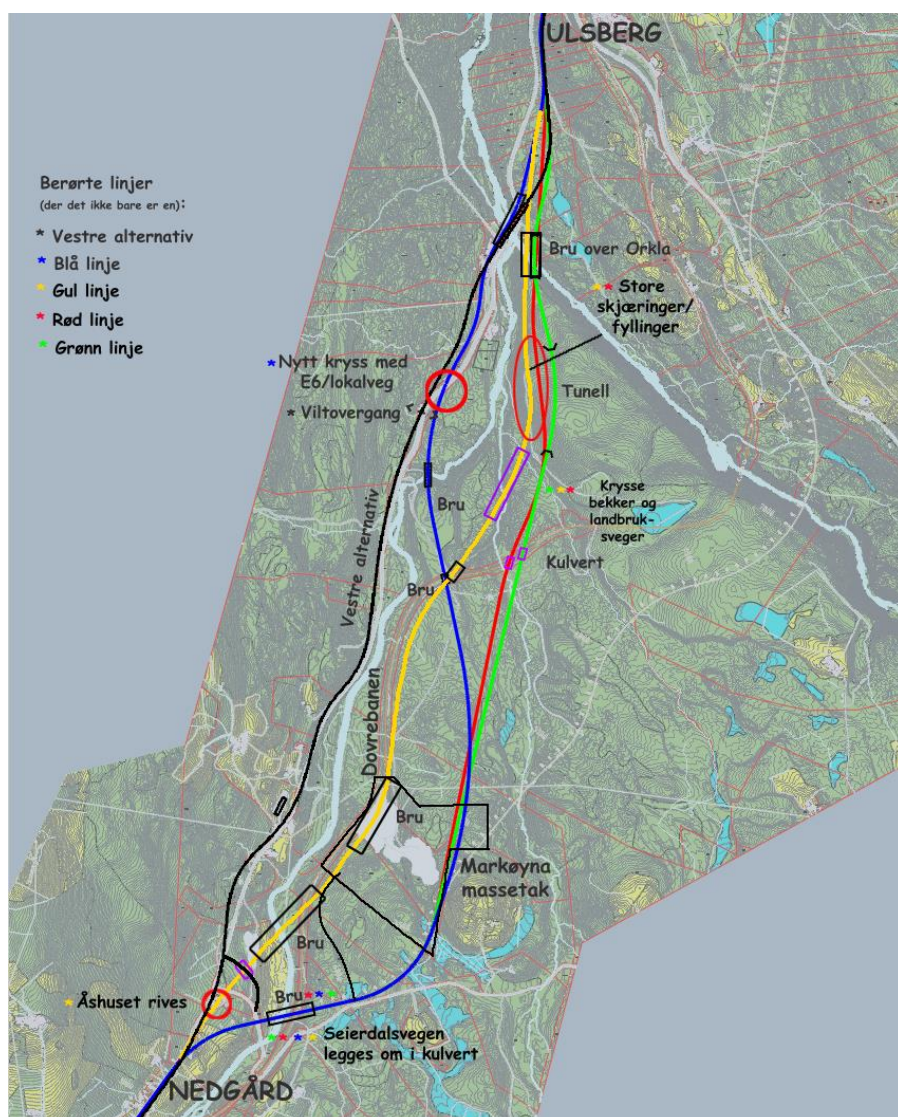 ULSBERG
Berørte linjer
(der det ikke bare er en):
* Vestre alternativ
* Blå linje
* Gul linje
* Rød linje
* Grønn linje
Bru over Orkla
** Store
skjæringer/
fyllinger
* Nytt kryss med
E6/lokalveg
* Viltovergang
Tunell
Bru
*** Krysse
bekker og
landbruk-
sveger
Kulvert
Bru
Vestre alternativ
Dovrebanen
Bru
Markøyna
massetak
Bru
* Åshuset rives
Bru ***
**** Seierdalsvegen
legges om i kulvert
NEDGÅRD